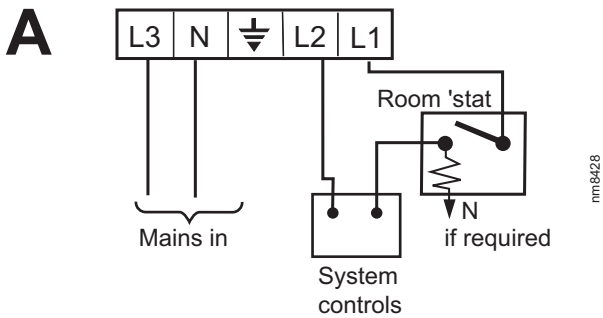 A
L3 N L2 L1
Room 'stat
N
if required
Mains in
System
controls
nm8428